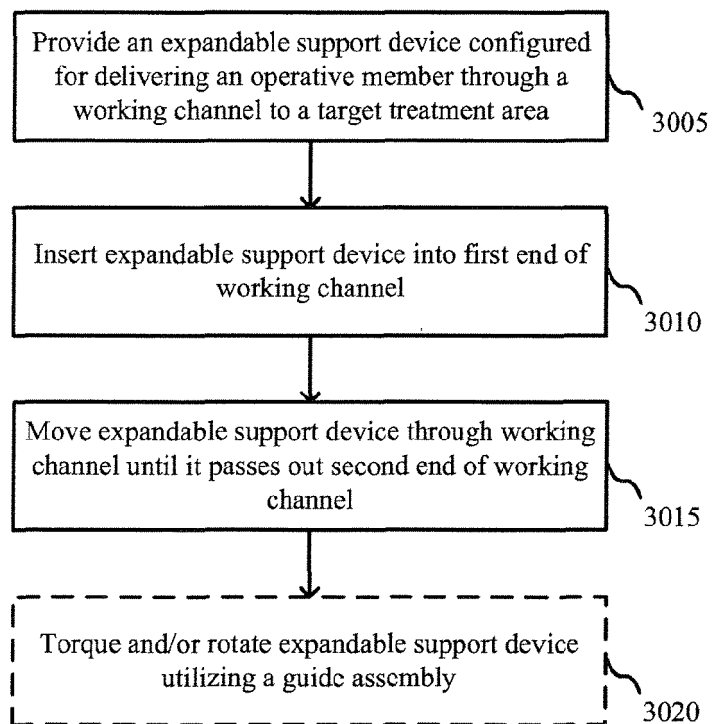 Provide an expandable support device configured
for delivering an operative member through a
working channel to a target treatment area
3005
Insert expandable support device into first end of
working channel
3010
Move expandable support device through working
channel until it passes out second end of working
channel
3015
Torque and/or rotate expandable support device
utilizing a guide assembly
3020